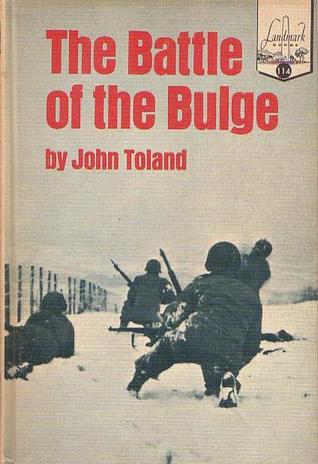 The Battle
of the Bulge
by John Toland
Landmark
BOOKS
114